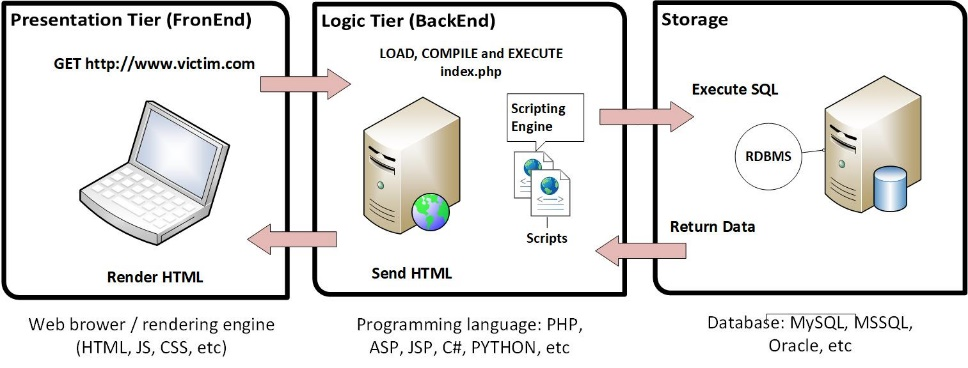 Presentation Tier (FronEnd)
GET http://www.victim.com
Render HTML
Web brower / rendering engine
(HTML, JS, CSS, etc)
Logic Tier (BackEnd)
LOAD, COMPILE and EXECUTE
index.php
Scripting
Engine
Scripts
Send HTML
Programming language: PHP,
ASP, JSP, C#, PYTHON, etc
Storage
Execute SQL
RDBMS
Return Data
Database: MySQL, MSSQL,
Oracle, etc